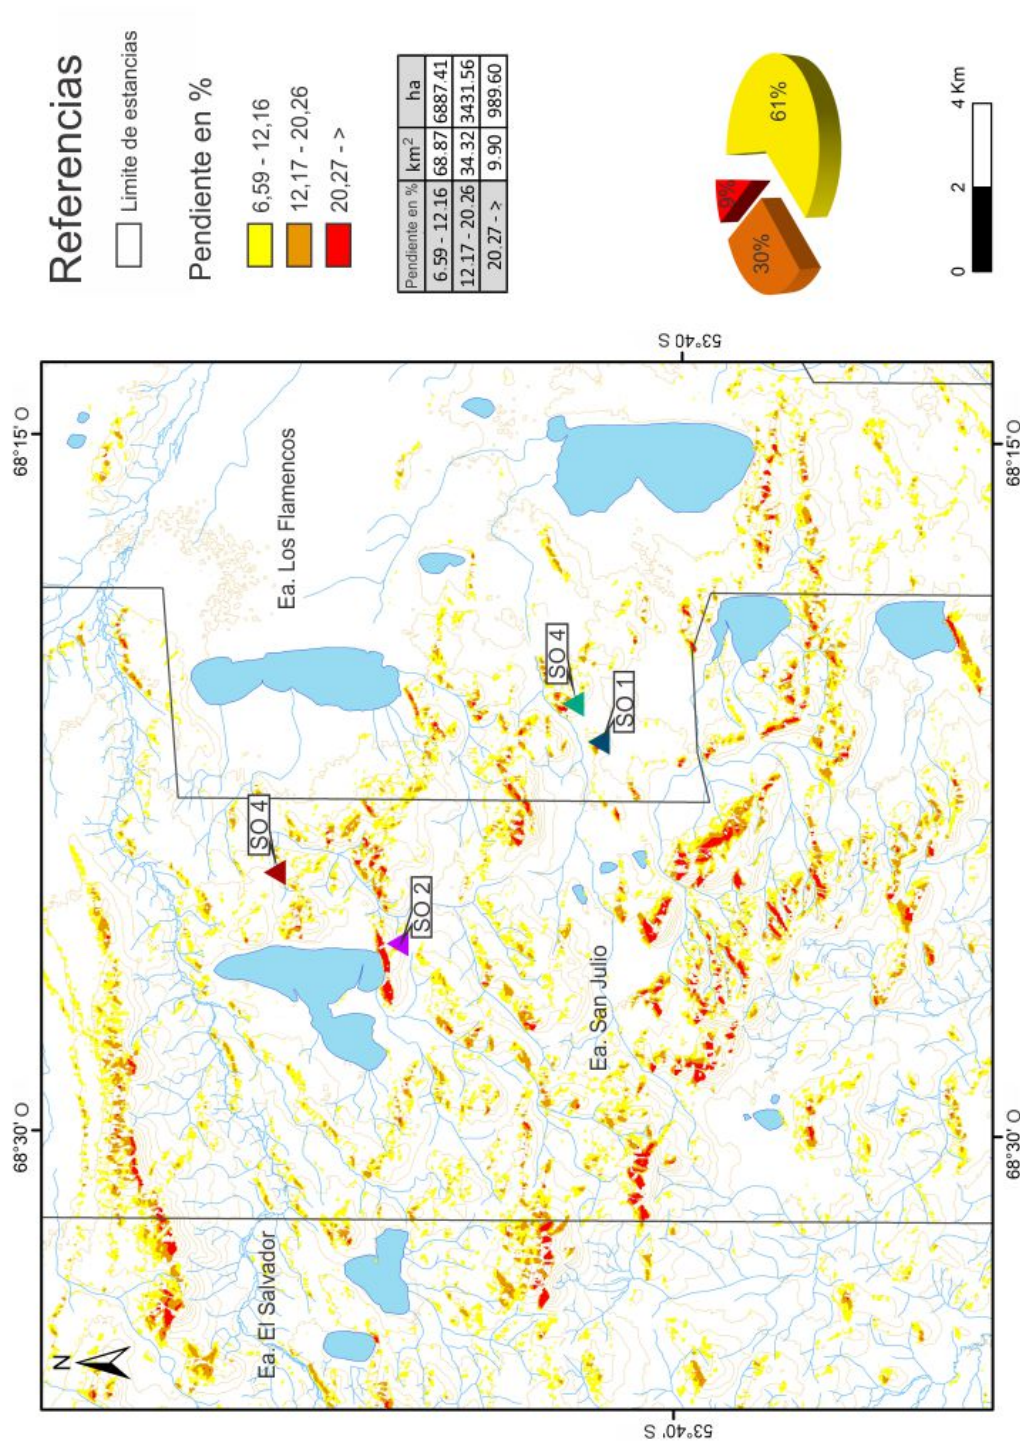 Referencias
Limite de estancias
Pendiente en %
6,59 - 12,16
12,17 - 20,26
20,27 - >
Pendiente en % km² ha
6.59 - 12.16 68.87 6887.41
12.17 - 20.26 34.32 3431.56
20.27 - > 9.90 989.60
61%
30%
9%
0 2 4 Km
N
68°30' O
68°15' O
Ea. El Salvador
Ea. Los Flamencos
SO 4
SO 2
SO 4
SO 1
Ea. San Julio
53°40' S
53°40 S
68°30' O
68°15'O